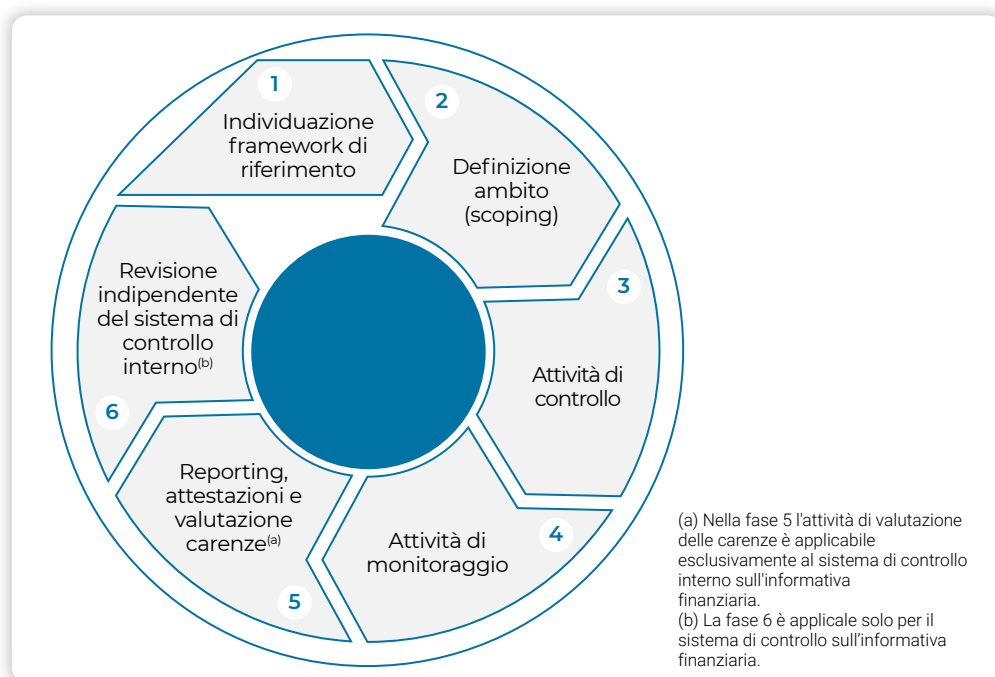 1
Individuazione
framework di
riferimento
2
Definizione
ambito
(scoping)
3
Attività di
controllo
4
Attività di
monitoraggio
5
Reporting,
attestazioni e
valutazione
carenze(a)
6
Revisione
indipendente
del sistema di
controllo
interno(b)
(a) Nella fase 5 l'attività di valutazione
delle carenze è applicabile
esclusivamente al sistema di controllo
interno sull'informativa
finanziaria.
(b) La fase 6 è applicale solo per il
sistema di controllo sull'informativa
finanziaria.